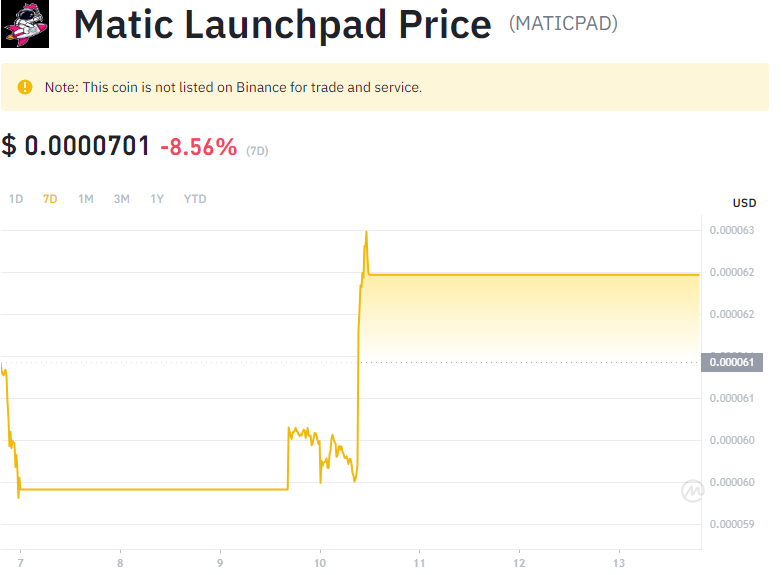 Matic Launchpad Price (MATICPAD)
Note: This coin is not listed on Binance for trade and service.
$ 0.0000701 -8.56% (7D)
1D 7D 1M 3M 1Y YTD
USD
0.000063
0.000062
0.000062
0.000061
0.000061
0.000060
0.000060
0.000059
7 8 9 10 11 12 13